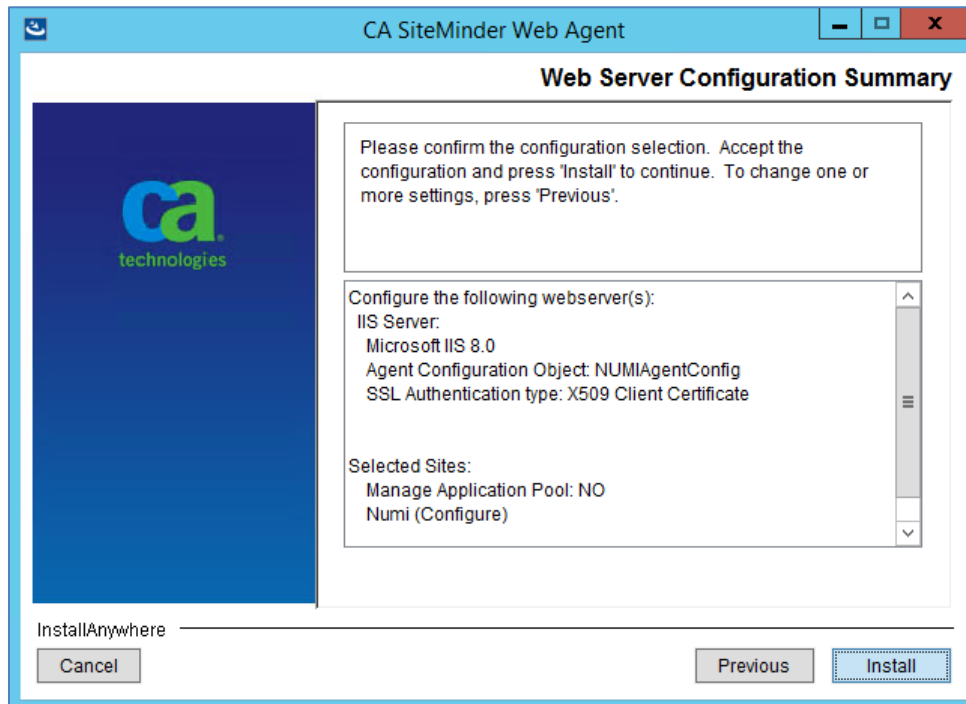 CA SiteMinder Web Agent
Web Server Configuration Summary
ca
technologies
Please confirm the configuration selection. Accept the
configuration and press 'Install' to continue. To change one or
more settings, press 'Previous'.
Configure the following webserver(s):
IIS Server:
Microsoft IIS 8.0
Agent Configuration Object: NUMIAgentConfig
SSL Authentication type: X509 Client Certificate
Selected Sites:
Manage Application Pool: NO
Numi (Configure)
InstallAnywhere
Cancel
Previous
Install